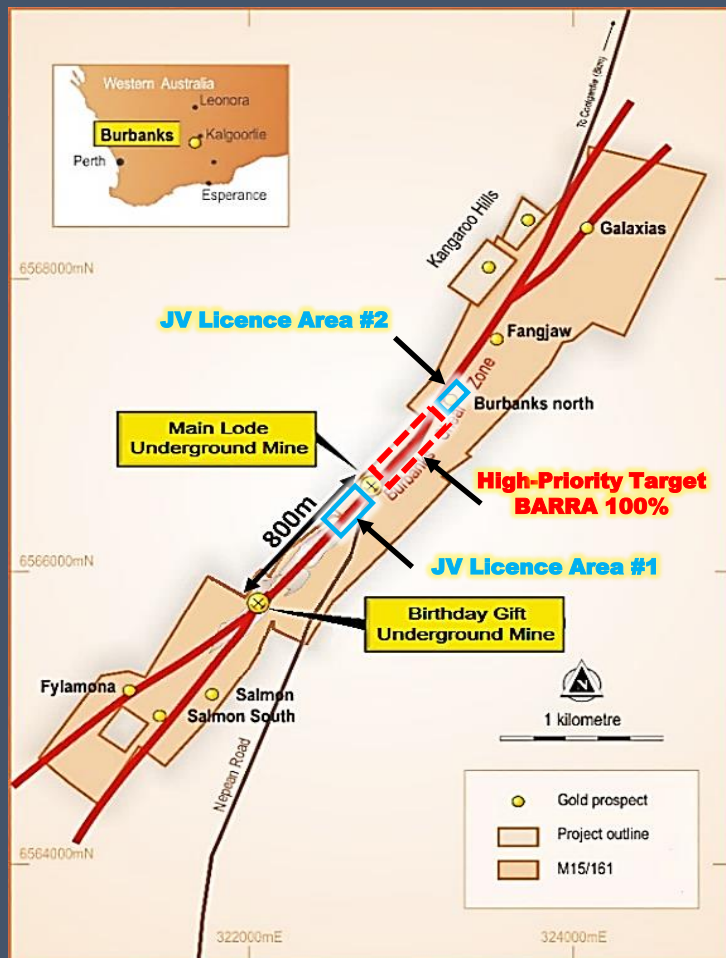 Western Australia
Leonora
Burbanks
Kalgoorlie
Perth
Esperance
To Coolgardie
Kangaroo Hills
Galaxias
6568000mN
JV Licence Area #2
Fangjaw
Burbanks Zone
Burbanks north
Main Lode
Underground Mine
High-Priority Target
BARRA 100%
800m
6566000mN
JV Licence Area #1
Birthday Gift
Underground Mine
Fylamona
Salmon
Salmon South
N
1 kilometre
Nepean Road
Gold prospect
Project outline
M15/161
6564000mN
322000mE
324000mE